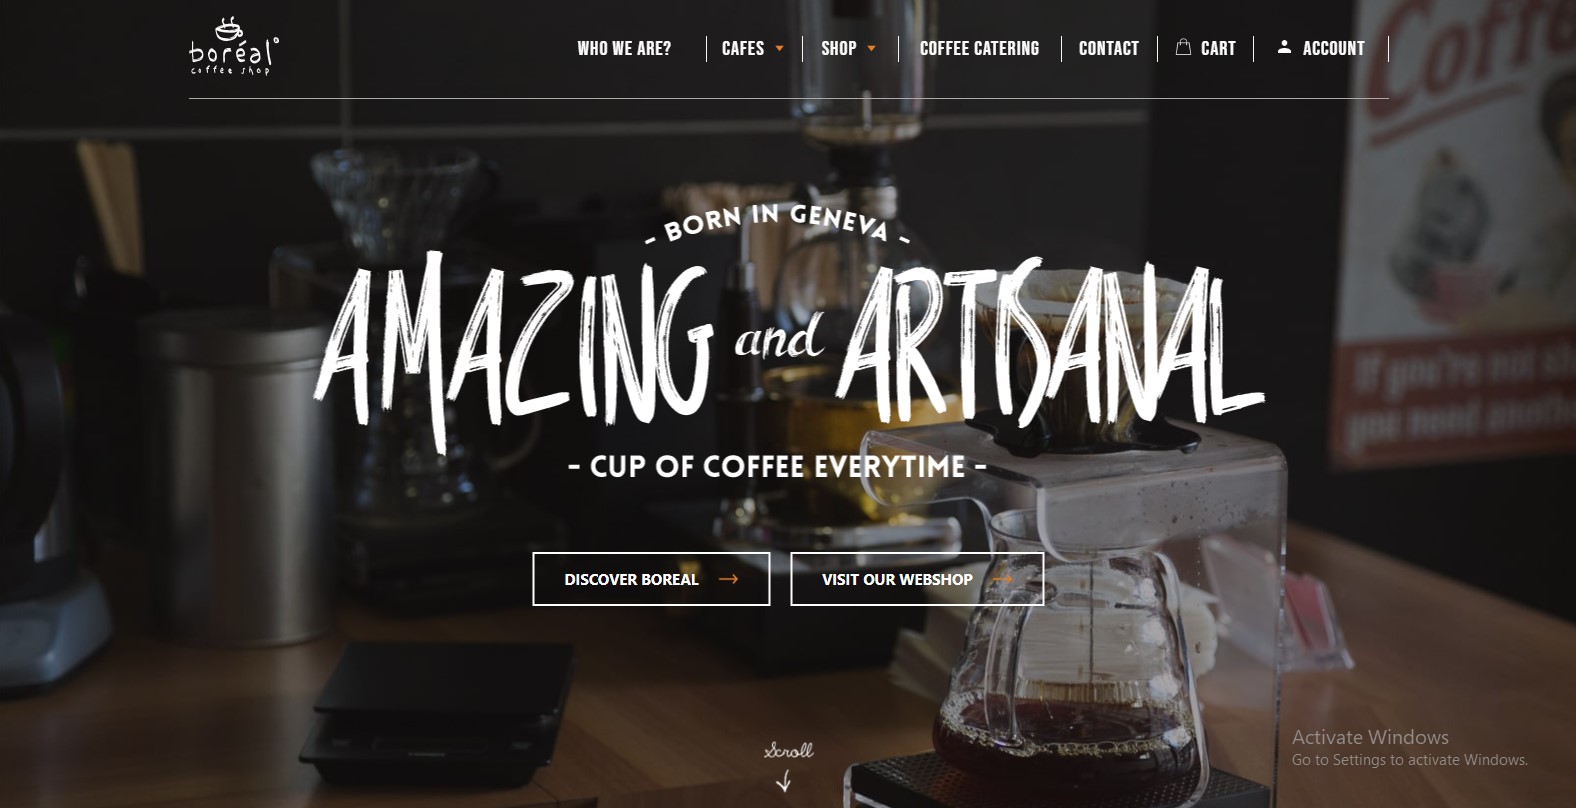 boréal°
coffee shop
WHO WE ARE?
CAFES
SHOP
COFFEE CATERING
CONTACT
CART
ACCOUNT
Coffe
- BORN IN GENEVA -
AMAZING and ARTISANAL
- CUP OF COFFEE EVERYTIME -
If you're not
you need
DISCOVER BOREAL
VISIT OUR WEBSHOP
Scroll
Activate Windows
Go to Settings to activate Windows.